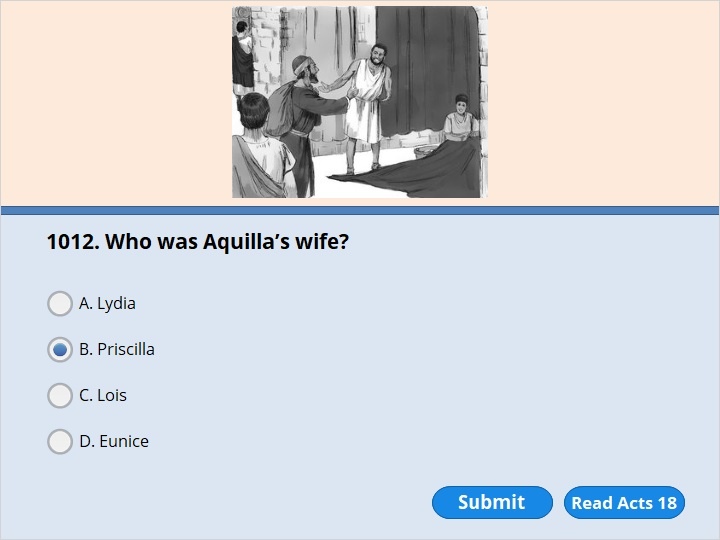 1012. Who was Aquilla’s wife?
A. Lydia
B. Priscilla
C. Lois
D. Eunice
Submit
Read Acts 18